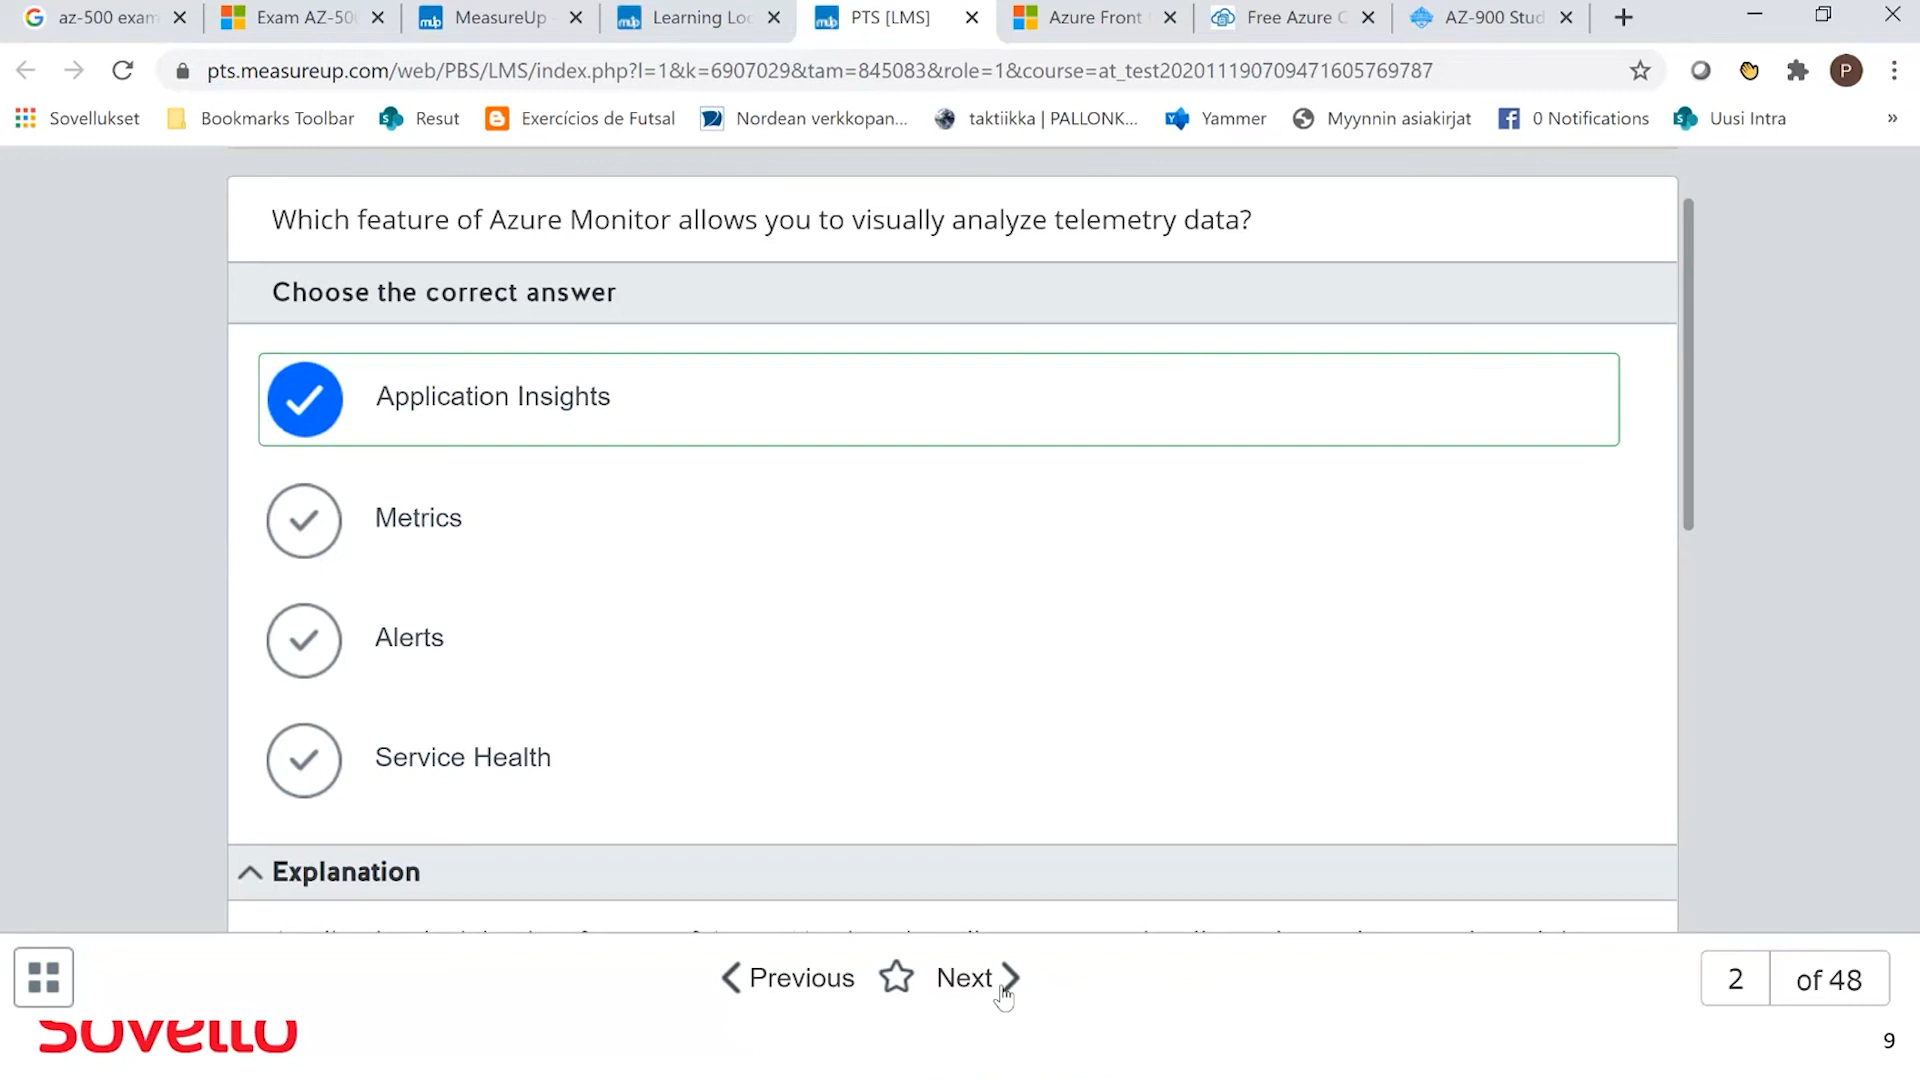 az-500 exam
Exam AZ-50
MeasureUp
Learning Loc
PTS [LMS]
Azure Front
Free Azure C
AZ-900 Stud
pts.measureup.com/web/PBS/LMS/index.php?l=1&k=6907029&tam=845083&role=1&course=at_test2020111907094716057​69787
P
Sovellukset
Bookmarks Toolbar
Resut
Exercícios de Futsal
Nordean verkkopan...
taktiikka | PALLONK...
Yammer
Myynnin asiakirjat
0 Notifications
Uusi Intra
»
Which feature of Azure Monitor allows you to visually analyze telemetry data?
Choose the correct answer
Application Insights
Metrics
Alerts
Service Health
Explanation
Previous
Next
2 of 48
sovelto
9